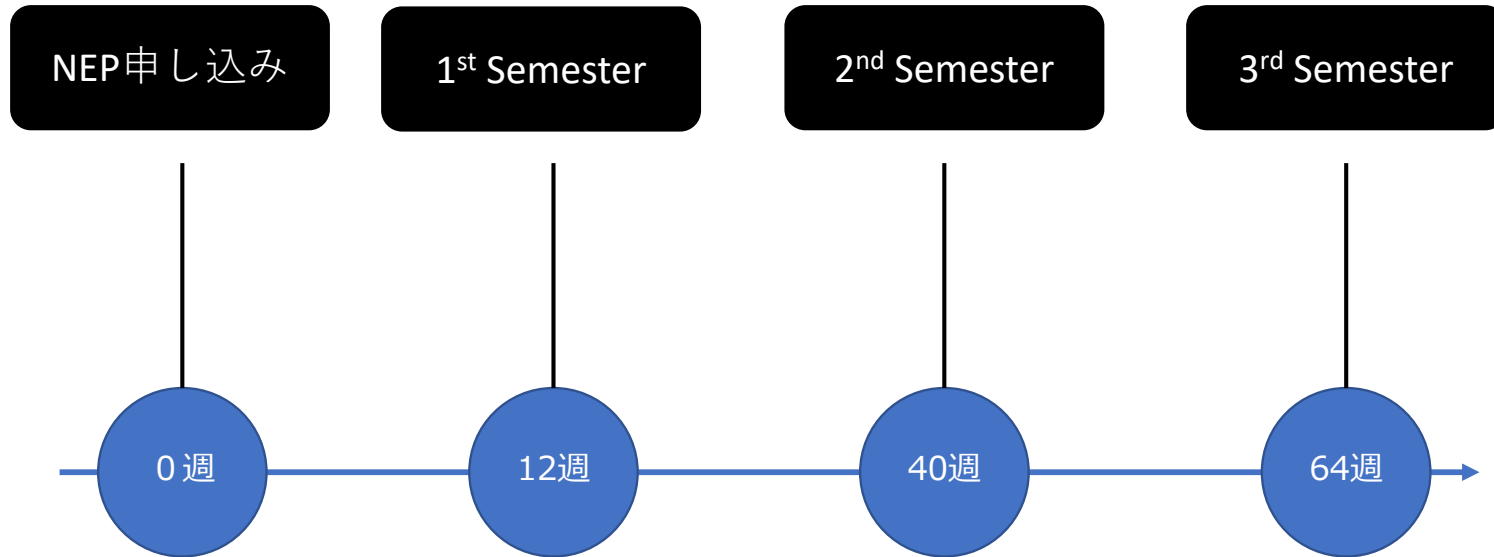 NEP申し込み
1st Semester
2nd Semester
3rd Semester
0週
12週
40週
64週